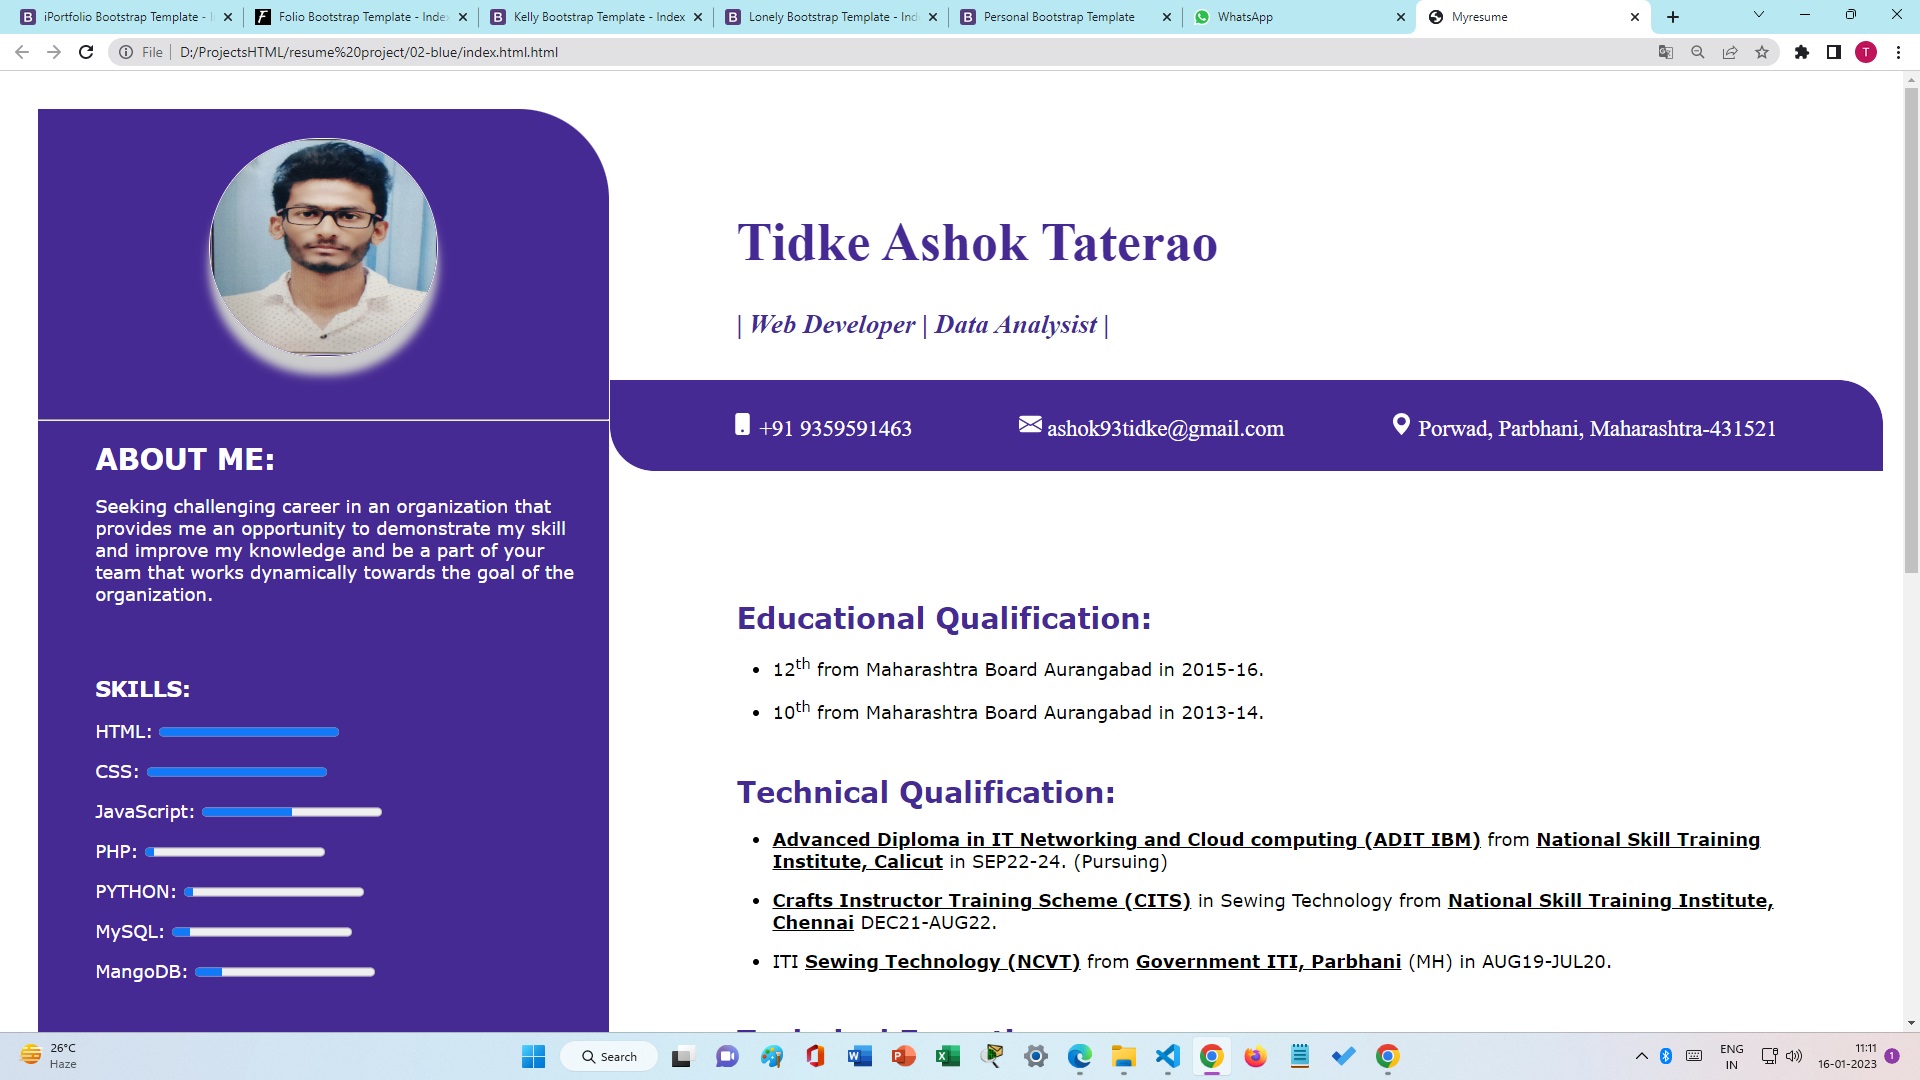 iPortfolio Bootstrap Template - I
Folio Bootstrap Template - Index
Kelly Bootstrap Template - Index
Lonely Bootstrap Template - Ind
Personal Bootstrap Template
WhatsApp
Myresume
File
D:/ProjectsHTML/resume%20project/02-blue/index.html.html
T
Tidke Ashok Taterao
| Web Developer | Data Analysist |
+91 9359591463
ashok93tidke@gmail.com
Porwad, Parbhani, Maharashtra-431521
ABOUT ME:
Seeking challenging career in an organization that
provides me an opportunity to demonstrate my skill
and improve my knowledge and be a part of your
team that works dynamically towards the goal of the
organization.
SKILLS:
HTML:
CSS:
JavaScript:
PHP:
PYTHON:
MySQL:
MangoDB:
Educational Qualification:
• 12th from Maharashtra Board Aurangabad in 2015-16.
• 10th from Maharashtra Board Aurangabad in 2013-14.
Technical Qualification:
• Advanced Diploma in IT Networking and Cloud computing (ADIT IBM) from National Skill Training
Institute, Calicut in SEP22-24. (Pursuing)
• Crafts Instructor Training Scheme (CITS) in Sewing Technology from National Skill Training Institute,
Chennai DEC21-AUG22.
• ITI Sewing Technology (NCVT) from Government ITI, Parbhani (MH) in AUG19-JUL20.
26°C
Haze
Search
ENG
IN
11:11
16-01-2023
1